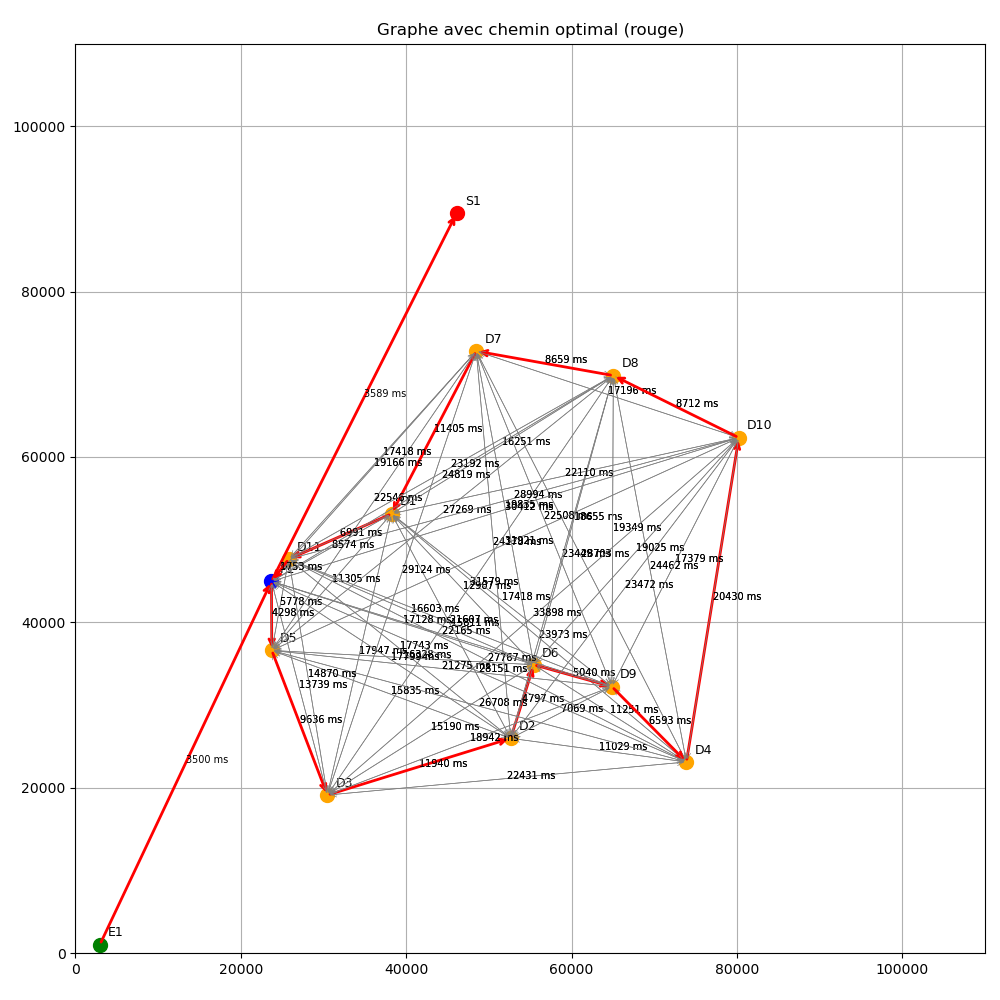 Graphe avec chemin optimal (rouge)
100000
80000
60000
40000
20000
0
0
20000
40000
60000
80000
100000
S1
D7
D8
D10
D11
D5
D6
D9
D2
D4
D3
E1
3589 ms
8659 ms
17196 ms
8712 ms
11405 ms
16251 ms
17418 ms
19166 ms
23192 ms
24819 ms
22110 ms
22546 ms
28994 ms
27269 ms
19349 ms
6991 ms
8574 ms
19025 ms
17379 ms
24462 ms
1753 ms
11305 ms
29124 ms
23472 ms
12907 ms
17418 ms
20430 ms
5778 ms
4298 ms
16603 ms
17128 ms
22165 ms
33898 ms
23973 ms
17743 ms
17947 ms
21275 ms
27767 ms
28151 ms
5040 ms
14870 ms
13739 ms
15835 ms
26708 ms
4797 ms
7069 ms
11251 ms
6593 ms
9636 ms
15190 ms
18942 ms
11029 ms
11940 ms
22431 ms
3500 ms